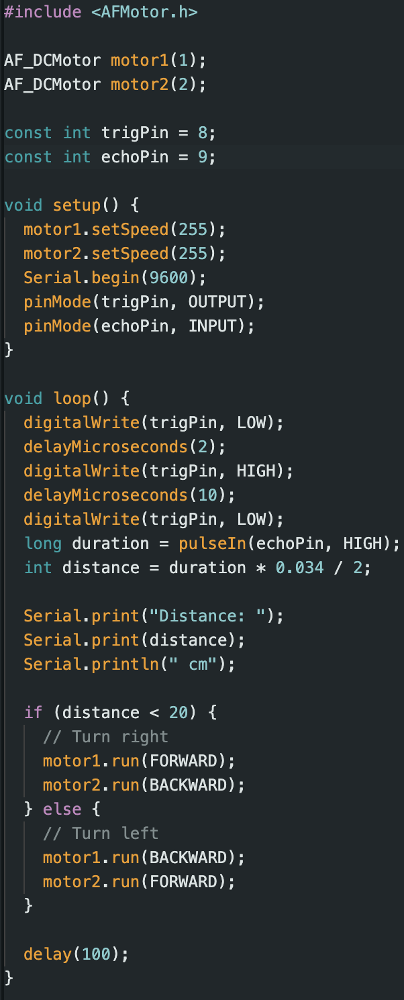 #include <AFMotor.h>

AF_DCMotor motor1(1);
AF_DCMotor motor2(2);

const int trigPin = 8;
const int echoPin = 9;

void setup() {
  motor1.setSpeed(255);
  motor2.setSpeed(255);
  Serial.begin(9600);
  pinMode(trigPin, OUTPUT);
  pinMode(echoPin, INPUT);
}

void loop() {
  digitalWrite(trigPin, LOW);
  delayMicroseconds(2);
  digitalWrite(trigPin, HIGH);
  delayMicroseconds(10);
  digitalWrite(trigPin, LOW);
  long duration = pulseIn(echoPin, HIGH);
  int distance = duration * 0.034 / 2;

  Serial.print("Distance: ");
  Serial.print(distance);
  Serial.println(" cm");

  if (distance < 20) {
    // Turn right
    motor1.run(FORWARD);
    motor2.run(BACKWARD);
  } else {
    // Turn left
    motor1.run(BACKWARD);
    motor2.run(FORWARD);
  }

  delay(100);
}